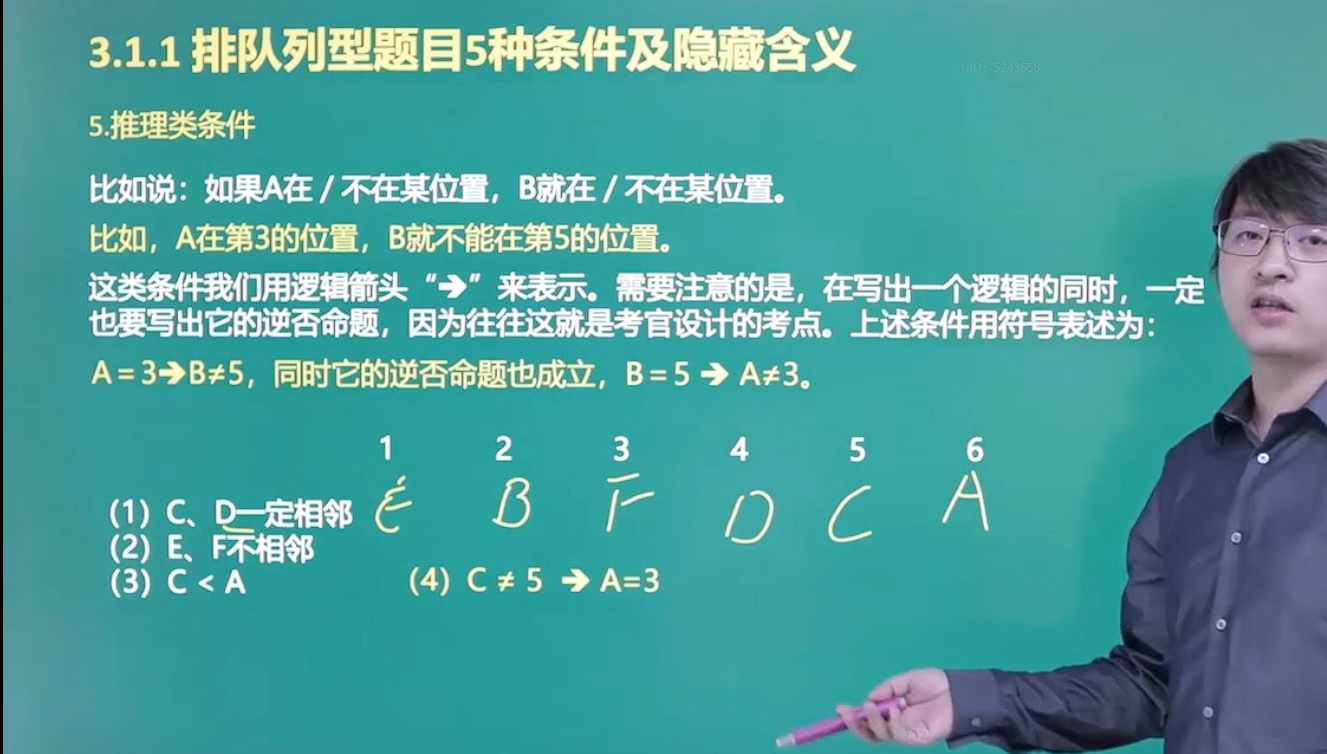 3.1.1 排队列型题目5种条件及隐藏含义
UID: 5243556
5.推理类条件
比如说：如果A在 / 不在某位置，B就在 / 不在某位置。
比如，A在第3的位置，B就不能在第5的位置。
这类条件我们用逻辑箭头“➔”来表示。需要注意的是，在写出一个逻辑的同时，一定
也要写出它的逆否命题，因为往往这就是考官设计的考点。上述条件用符号表述为：
A = 3➔B≠5，同时它的逆否命题也成立，B = 5 ➔ A≠3。
1 2 3 4 5 6
E B F D C A
（1）C、D一定相邻
（2）E、F不相邻
（3）C < A
（4）C ≠ 5 ➔ A=3